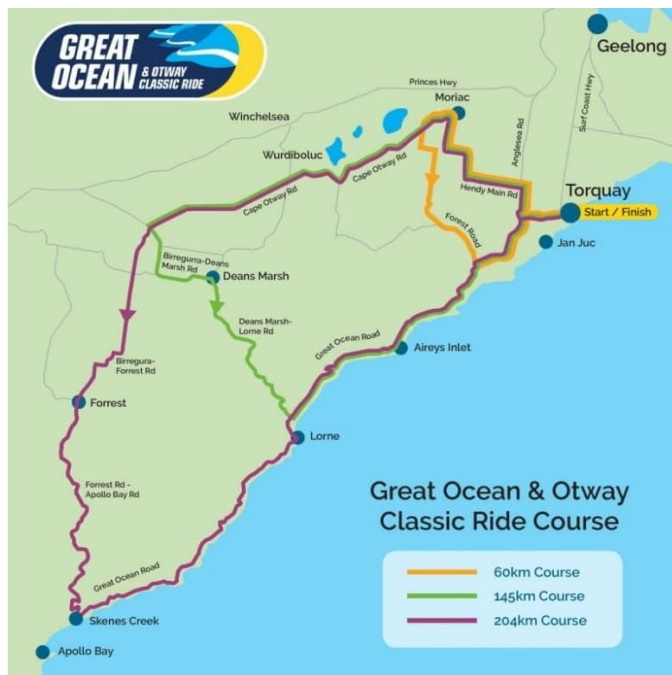 GREAT
OCEAN
& OTWAY
CLASSIC RIDE
Geelong
Princes Hwy
Surf Coast Hwy
Moriac
Winchelsea
Anglesea Rd
Wurdiboluc
Cape Otway Rd
Hendy Main Rd
Torquay
Start / Finish
Cape Otway Rd
Forest Road
Jan Juc
Birregurra-Deans
Marsh Rd
Deans Marsh
Deans Marsh-
Lorne Rd
Great Ocean Road
Aireys Inlet
Birregura-
Forrest Rd
Forrest
Lorne
Forrest Rd -
Apollo Bay Rd
Great Ocean Road
Skenes Creek
Apollo Bay
Great Ocean & Otway
Classic Ride Course
60km Course
145km Course
204km Course